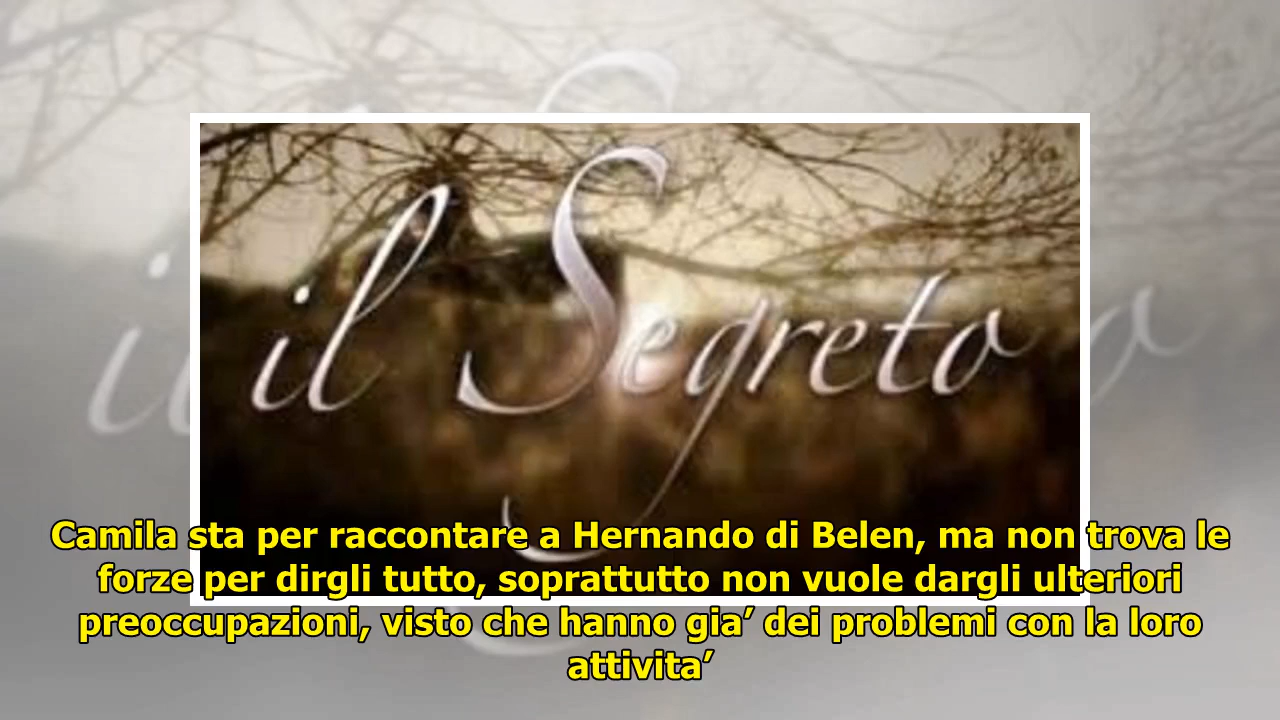 il Segreto
Camila sta per raccontare a Hernando di Belen, ma non trova le
forze per dirgli tutto, soprattutto non vuole dargli ulteriori
preoccupazioni, visto che hanno gia’ dei problemi con la loro
attivita’